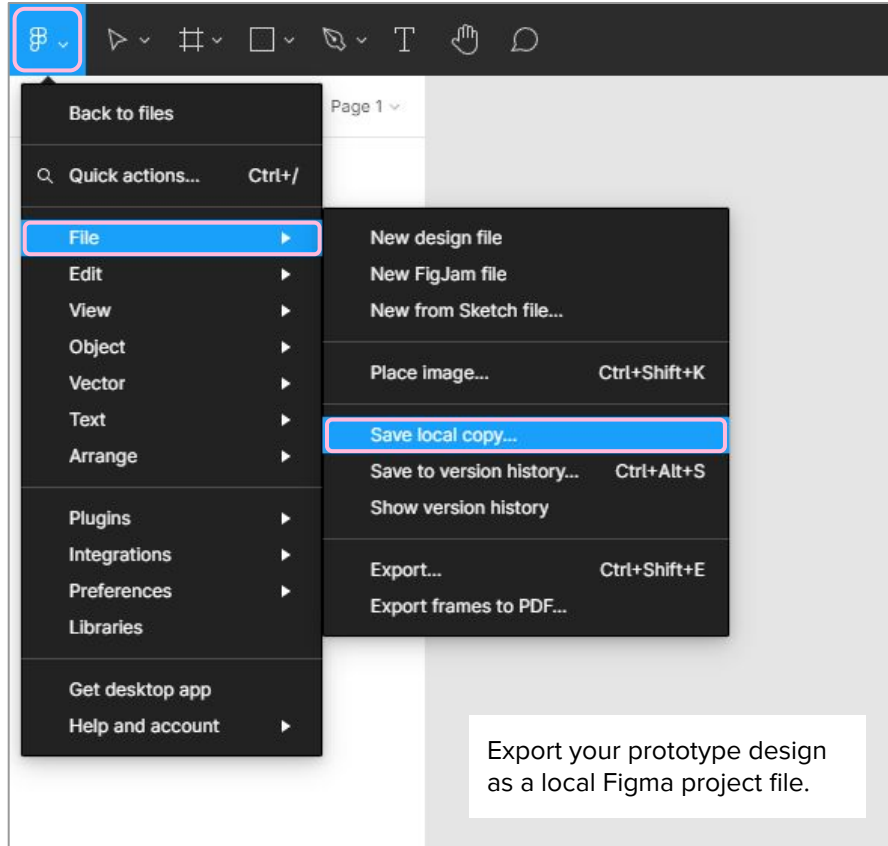 Page 1
Back to files
Quick actions... Ctrl+/
File
Edit
View
Object
Vector
Text
Arrange
Plugins
Integrations
Preferences
Libraries
Get desktop app
Help and account
New design file
New FigJam file
New from Sketch file...
Place image... Ctrl+Shift+K
Save local copy...
Save to version history... Ctrl+Alt+S
Show version history
Export... Ctrl+Shift+E
Export frames to PDF...
Export your prototype design
as a local Figma project file.